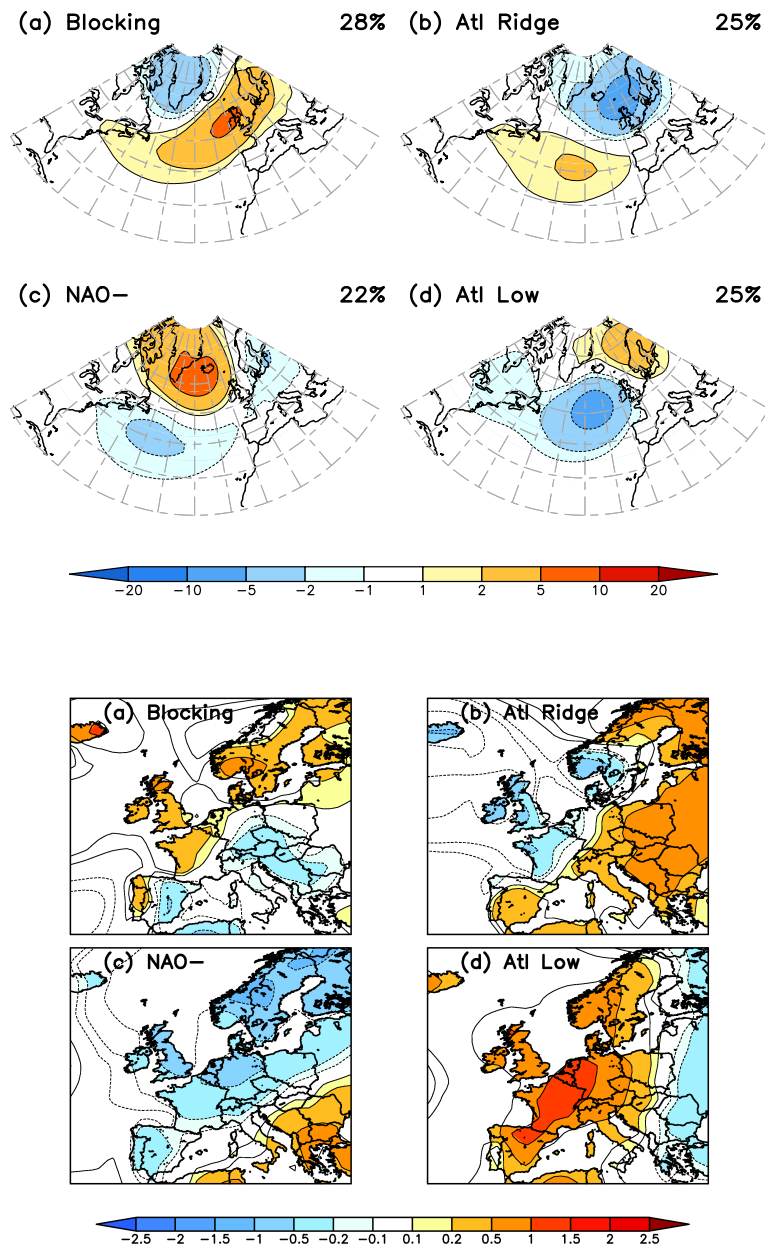 (a) Blocking 28% (b) Atl Ridge 25%
(c) NAO− 22% (d) Atl Low 25%
−20 −10 −5 −2 −1 1 2 5 10 20
(a) Blocking (b) Atl Ridge
(c) NAO− (d) Atl Low
−2.5 −2 −1.5 −1 −0.5 −0.2 −0.1 0.1 0.2 0.5 1 1.5 2 2.5